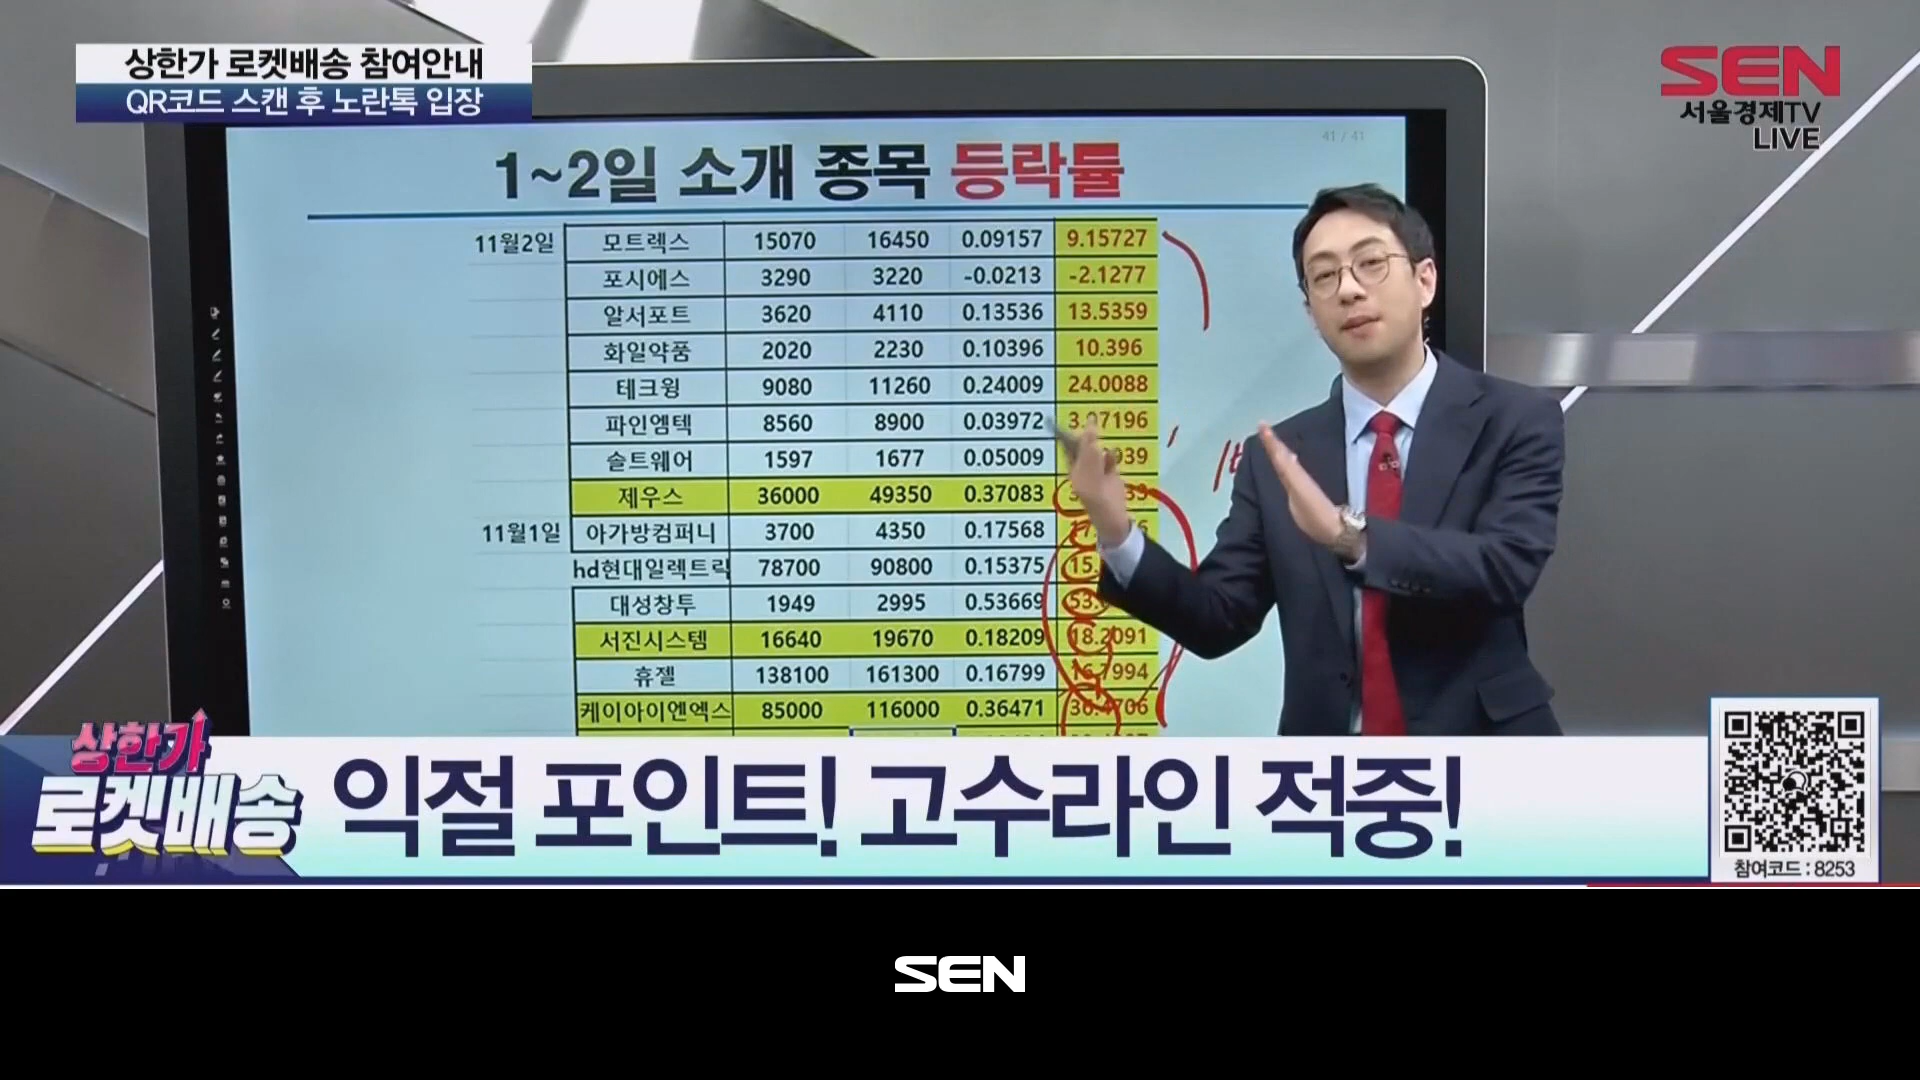 상한가 로켓배송 참여안내
QR코드 스캔 후 노란톡 입장
SEN
서울경제TV
LIVE
41 / 41
1~2일 소개 종목 등락률
11월2일 모트렉스 15070 16450 0.09157 9.15727
포시에스 3290 3220 -0.0213 -2.1277
알서포트 3620 4110 0.13536 13.5359
화일약품 2020 2230 0.10396 10.396
테크윙 9080 11260 0.24009 24.0088
파인엠텍 8560 8900 0.03972
솔트웨어 1597 1677 0.05009
제우스 36000 49350 0.37083
11월1일 아가방컴퍼니 3700 4350 0.17568
hd현대일렉트릭 78700 90800 0.15375
대성창투 1949 2995 0.53669
서진시스템 16640 19670 0.18209 18.2091
휴젤 138100 161300 0.16799 16.7994
케이아이엔엑스 85000 116000 0.36471 36.4706
상한가
로켓배송
익절 포인트! 고수라인 적중!
참여코드 : 8253
SEN